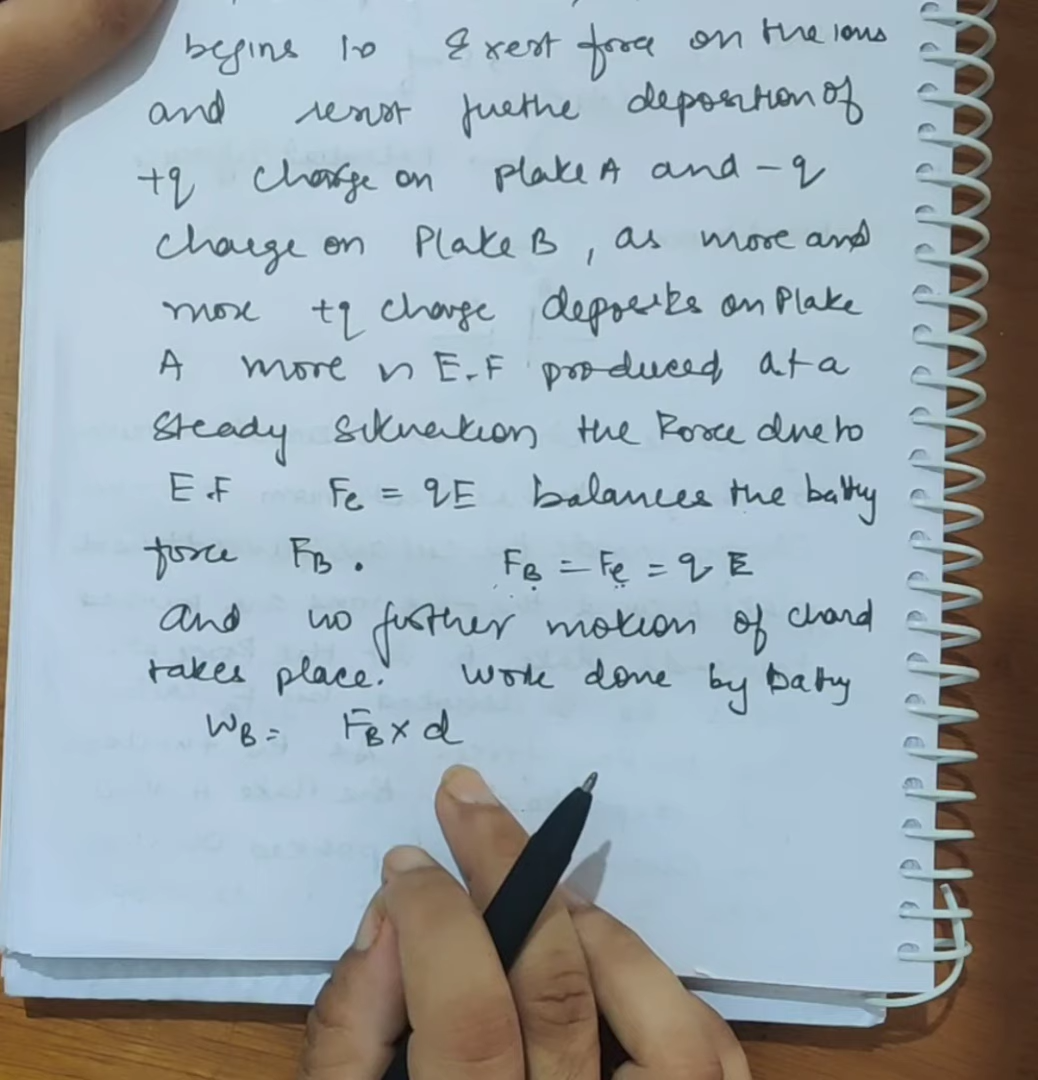 begins to Exert force on the ions
and resist furthe deposition of
+q charge on plate A and -q
charge on Plate B, as more and
more +q charge deposits on Plate
A more is E.F produced at a
steady situation, the Force due to
E.F Fe = qE balances the batty
force FB. FB = Fe = qE
and no further motion of
takes place. Work done by batty
WB = FB x d